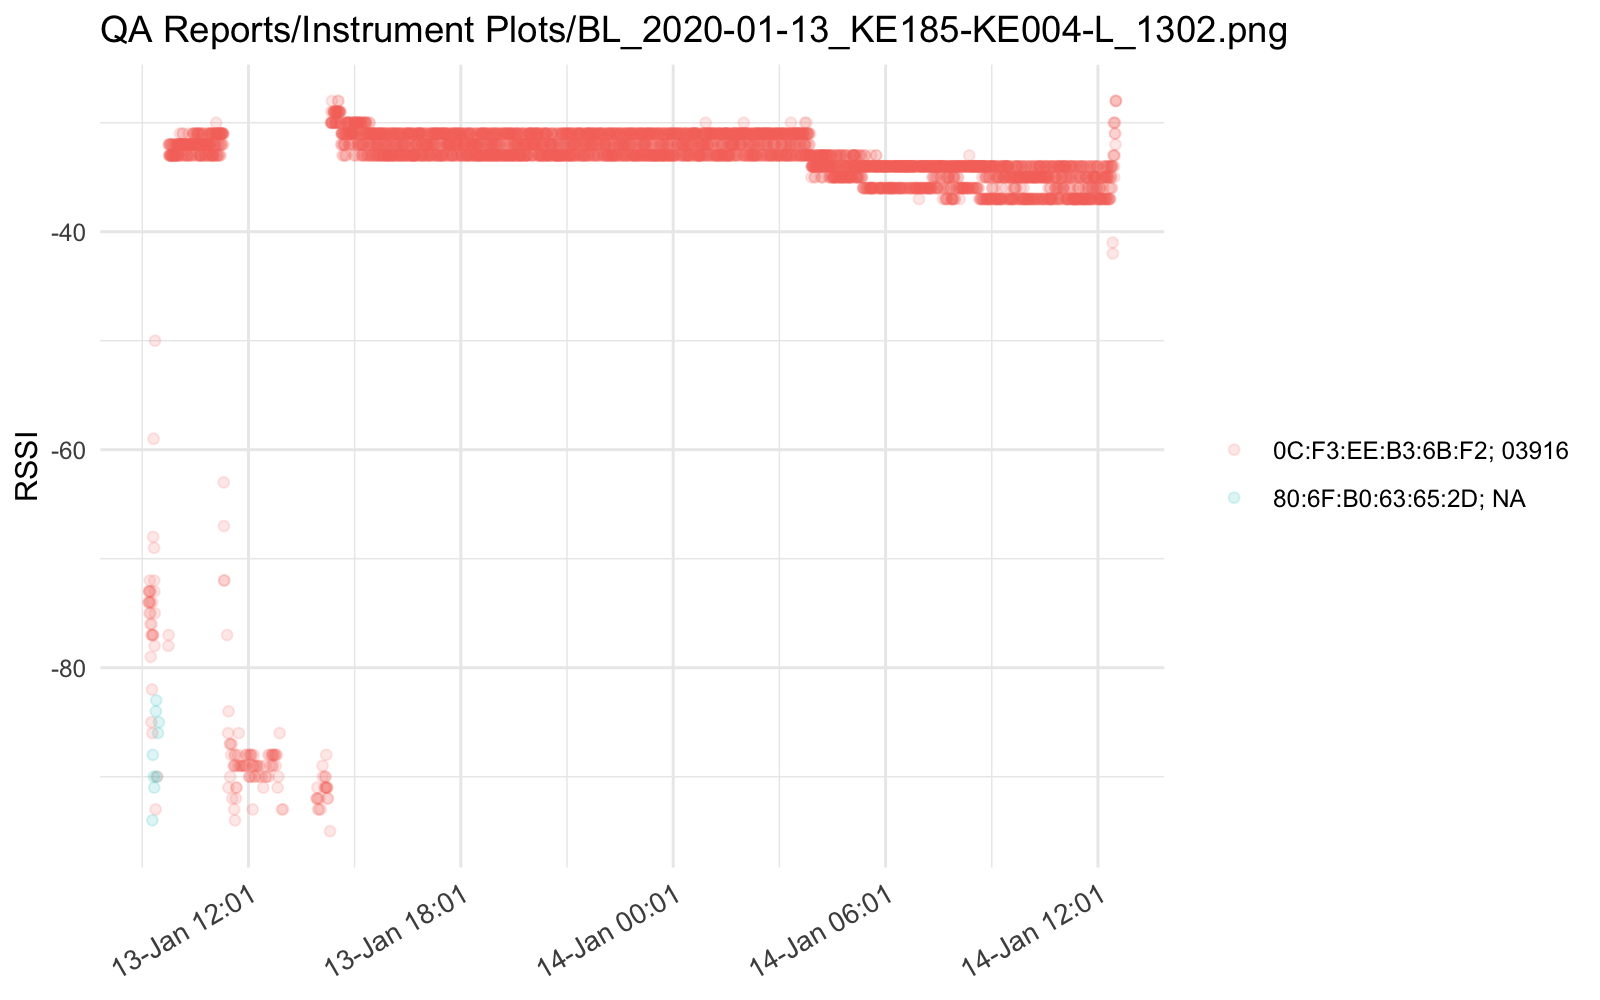 QA Reports/Instrument Plots/BL_2020-01-13_KE185-KE004-L_1302.png
RSSI
-40
-60
-80
13-Jan 12:01
13-Jan 18:01
14-Jan 00:01
14-Jan 06:01
14-Jan 12:01
0C:F3:EE:B3:6B:F2; 03916
80:6F:B0:63:65:2D; NA